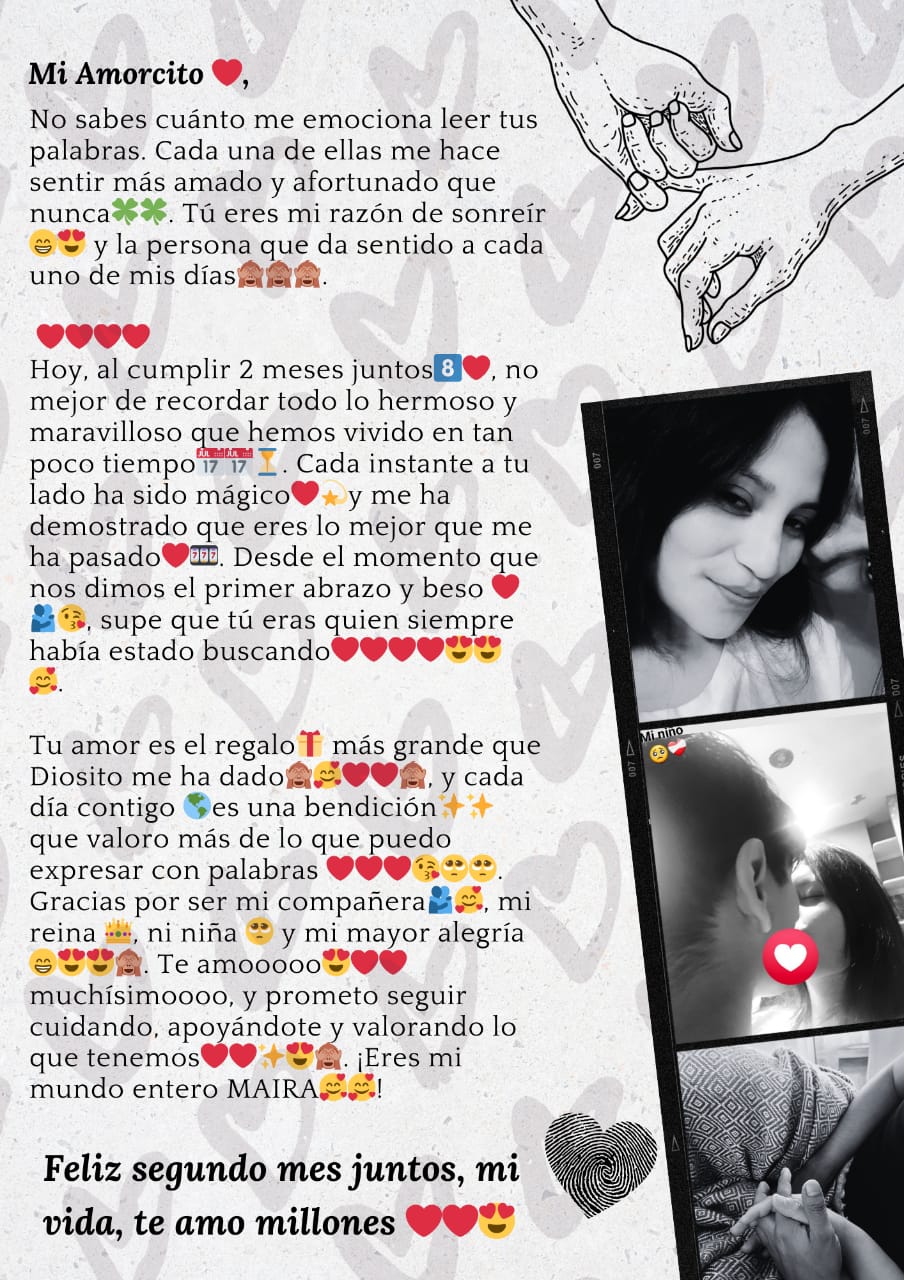 Mi Amorcito ❤️,
No sabes cuánto me emociona leer tus
palabras. Cada una de ellas me hace
sentir más amado y afortunado que
nunca🍀🍀. Tú eres mi razón de sonreír
😁😍 y la persona que da sentido a cada
uno de mis días🙈🙈🙈.
❤️❤️❤️❤️
Hoy, al cumplir 2 meses juntos8️⃣❤️, no
mejor de recordar todo lo hermoso y
maravilloso que hemos vivido en tan
poco tiempo📅📅⏳. Cada instante a tu
lado ha sido mágico❤️💫y me ha
demostrado que eres lo mejor que me
ha pasado❤️🎰. Desde el momento que
nos dimos el primer abrazo y beso ❤️
🫂😘, supe que tú eras quien siempre
había estado buscando❤️❤️❤️❤️😍😍
🥰.
Tu amor es el regalo🎁 más grande que
Diosito me ha dado🙈🥰❤️❤️🙈, y cada
día contigo 🌎es una bendición✨✨
que valoro más de lo que puedo
expresar con palabras ❤️❤️❤️😘🥺🥺.
Gracias por ser mi compañera🫂🥰, mi
reina 👑, ni niña 🥺 y mi mayor alegría
😁😍😍🙈. Te amooooo😍❤️❤️
muchísimoooo, y prometo seguir
cuidando, apoyándote y valorando lo
que tenemos❤️❤️✨😍🙈. ¡Eres mi
mundo entero MAIRA🥰🥰!
Feliz segundo mes juntos, mi
vida, te amo millones ❤️❤️😍
007
007
Mi niño
🥺❤️‍🩹
007
007